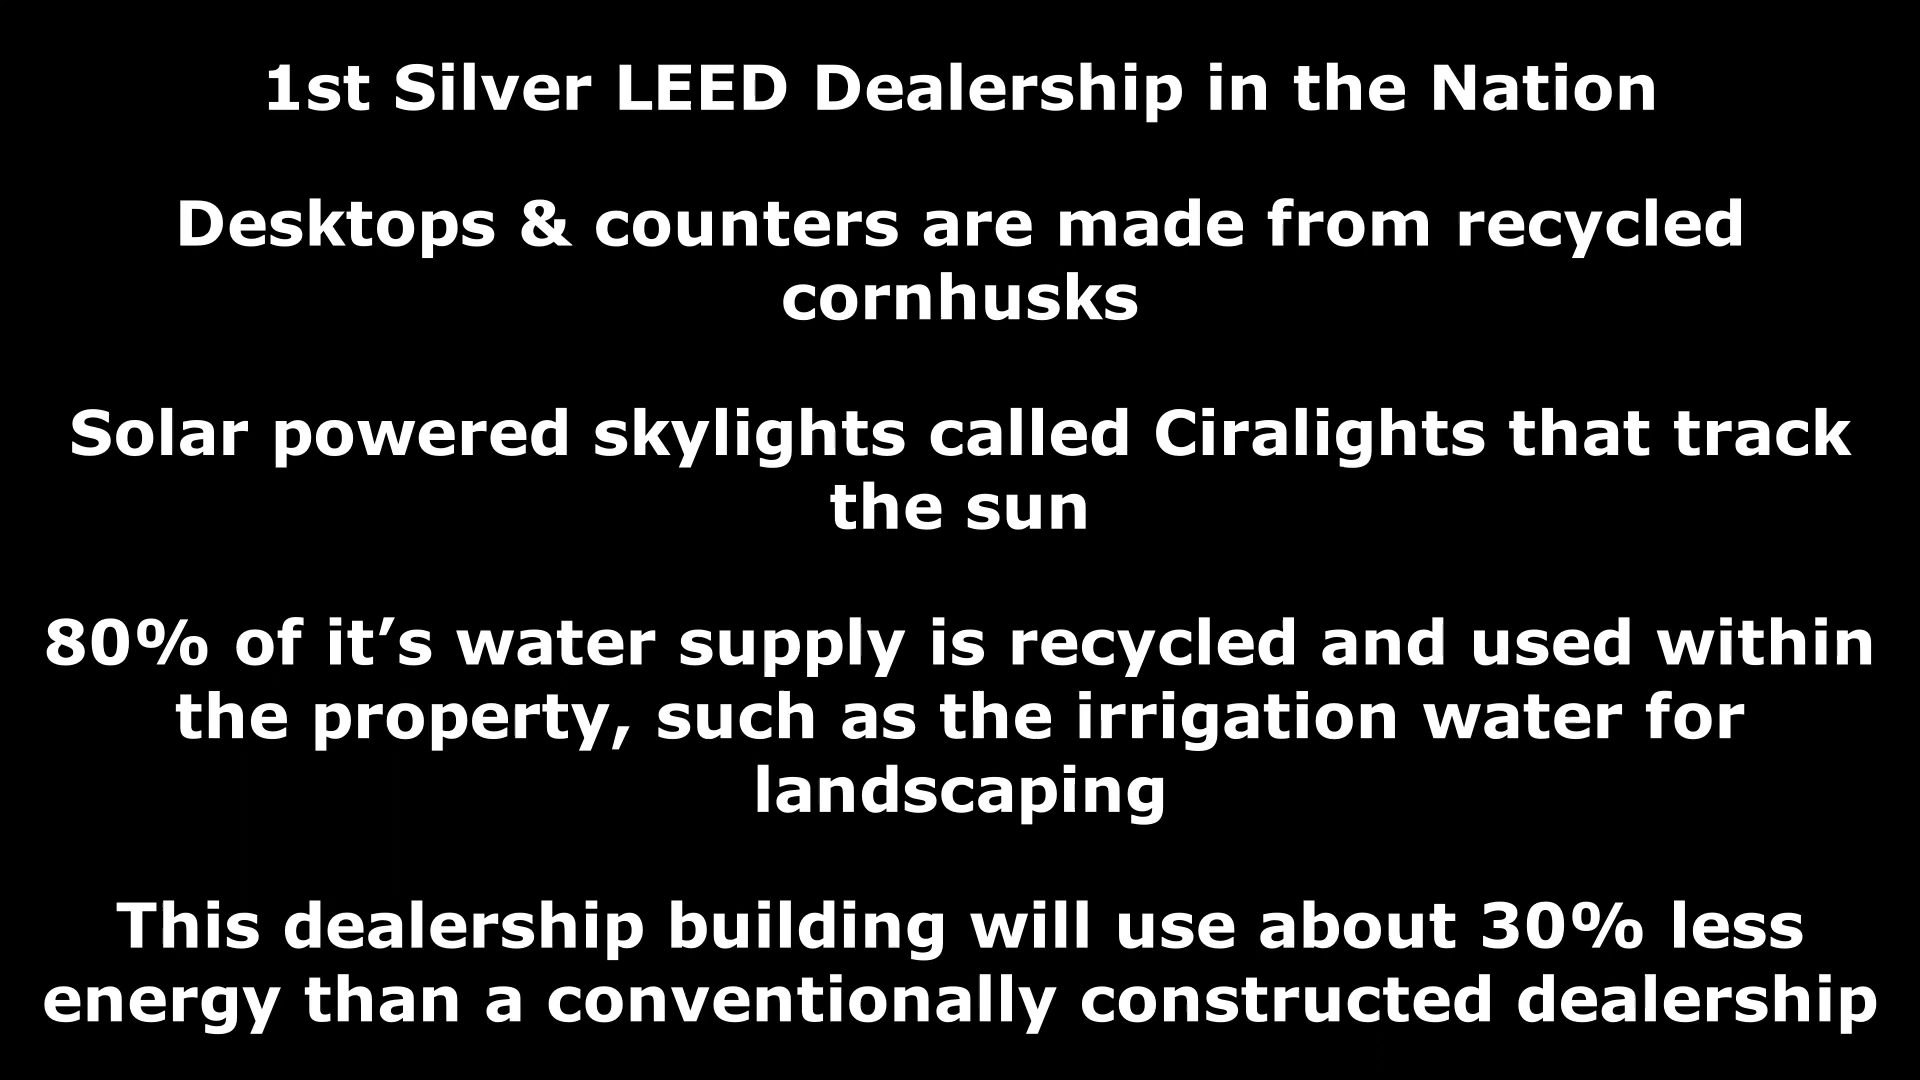 1st Silver LEED Dealership in the Nation
Desktops & counters are made from recycled
cornhusks
Solar powered skylights called Ciralights that track
the sun
80% of it’s water supply is recycled and used within
the property, such as the irrigation water for
landscaping
This dealership building will use about 30% less
energy than a conventionally constructed dealership